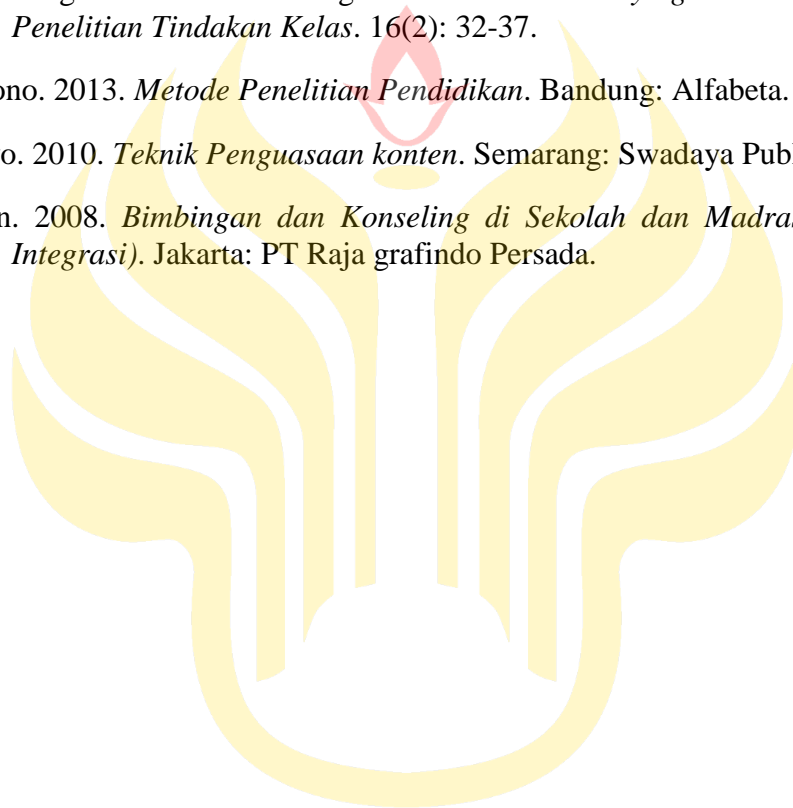 Penelitian Tindakan Kelas. 16(2): 32-37.
ono. 2013. Metode Penelitian Pendidikan. Bandung: Alfabeta.
o. 2010. Teknik Penguasaan konten. Semarang: Swadaya Publ
n. 2008. Bimbingan dan Konseling di Sekolah dan Madras
Integrasi). Jakarta: PT Raja grafindo Persada.